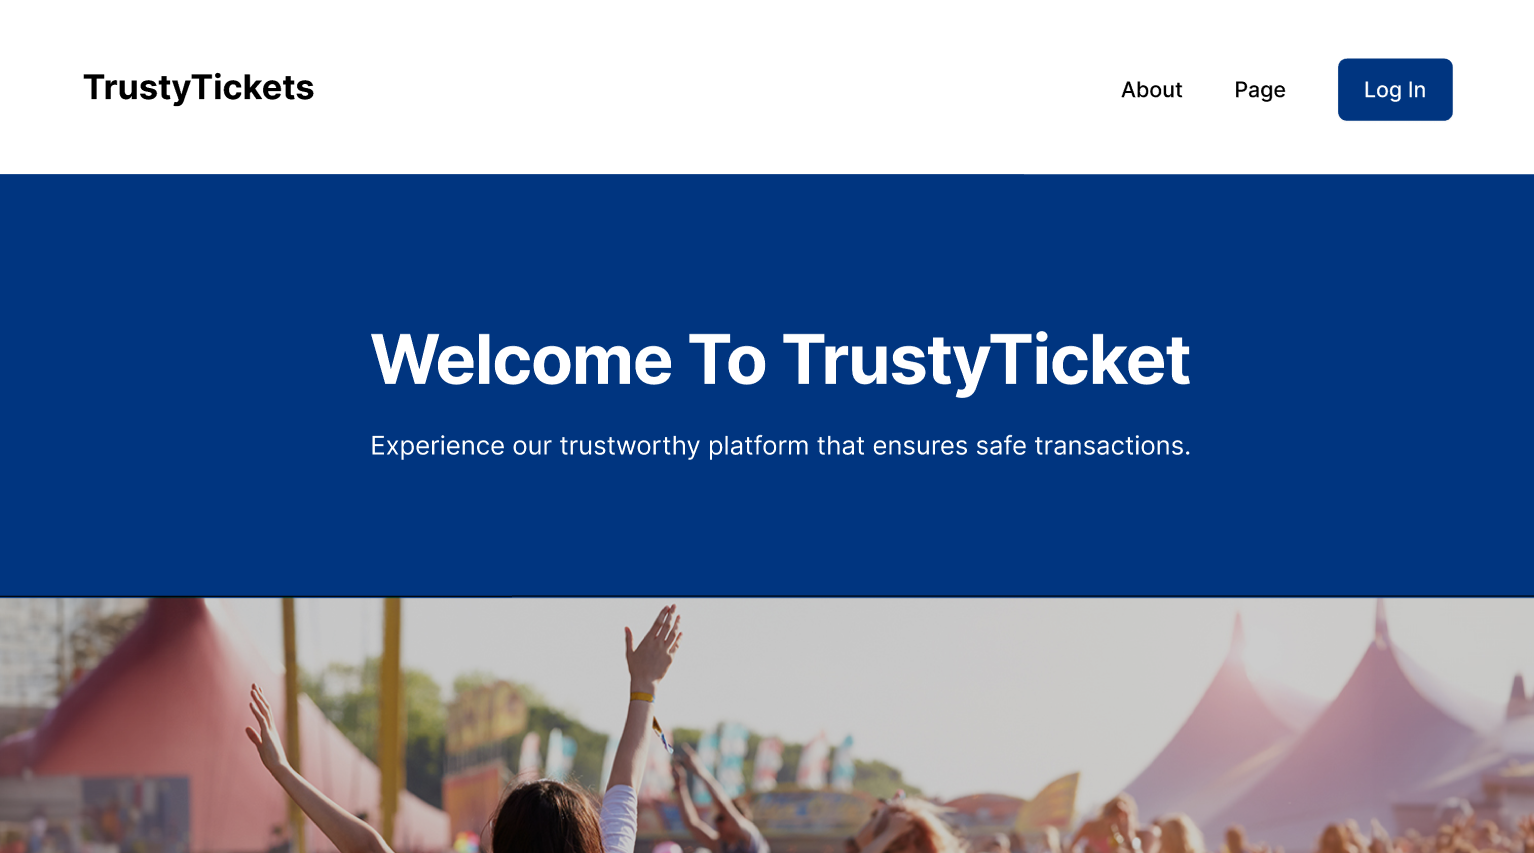 TrustyTickets
About
Page
Log In
Welcome To TrustyTicket
Experience our trustworthy platform that ensures safe transactions.